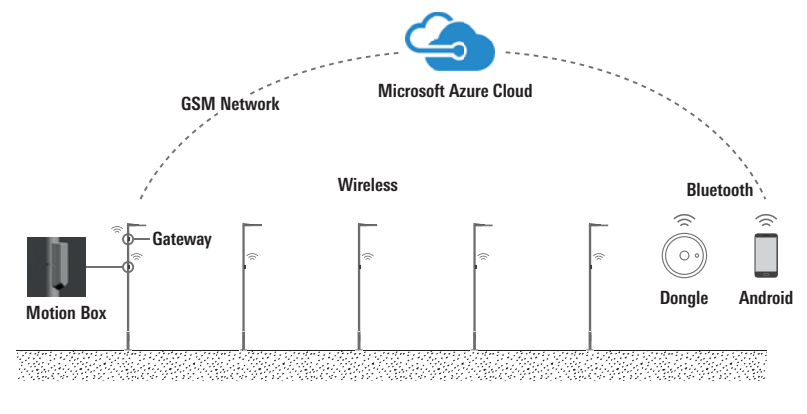 Microsoft Azure Cloud
GSM Network
Wireless
Bluetooth
Gateway
Motion Box
Dongle
Android